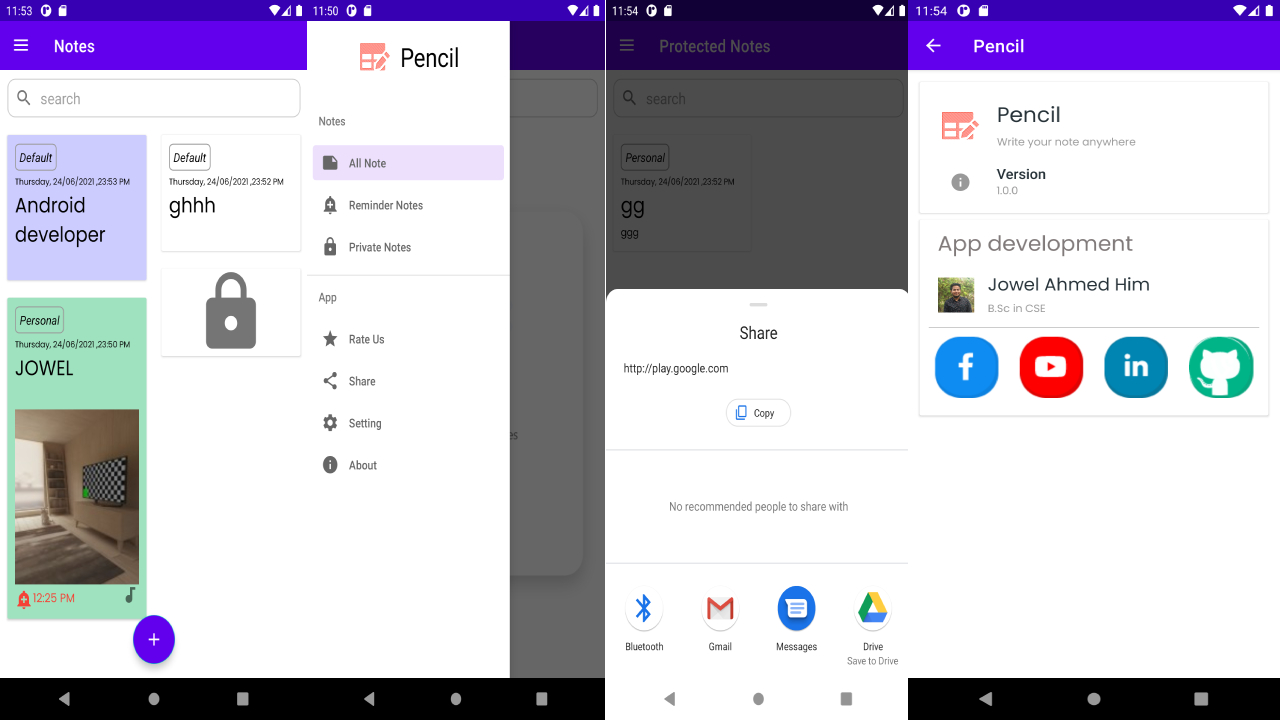 11:53
Notes
search
Default
Thursday, 24/06/2021 ,23:53 PM
Android
developer
Default
Thursday, 24/06/2021 ,23:52 PM
ghhh
Personal
Thursday, 24/06/2021 ,23:50 PM
JOWEL
12:25 PM
+
11:50
Pencil
Notes
All Note
Reminder Notes
Private Notes
App
Rate Us
Share
Setting
About
es
11:54
Protected Notes
search
Personal
Thursday, 24/06/2021 ,23:52 PM
gg
ggg
Share
http://play.google.com
Copy
No recommended people to share with
Bluetooth
Gmail
Messages
Drive
Save to Drive
11:54
Pencil
Pencil
Write your note anywhere
Version
1.0.0
App development
Jowel Ahmed Him
B.Sc in CSE
f
in